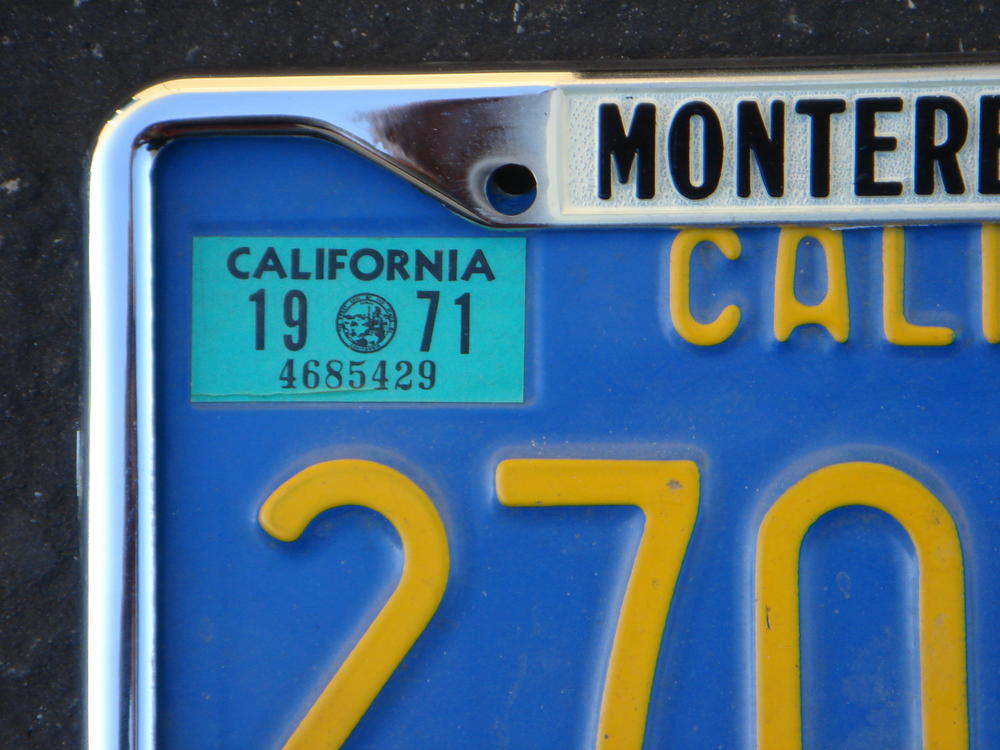 MONTERE
CAL
CALIFORNIA
19 71
4685429
270